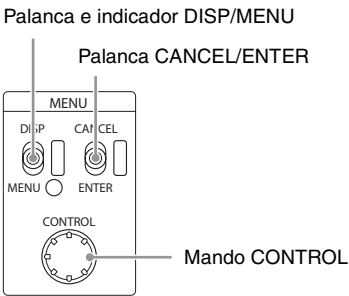 Palanca e indicador DISP/MENU
Palanca CANCEL/ENTER
MENU
DISP CANCEL
MENU ENTER
CONTROL
Mando CONTROL